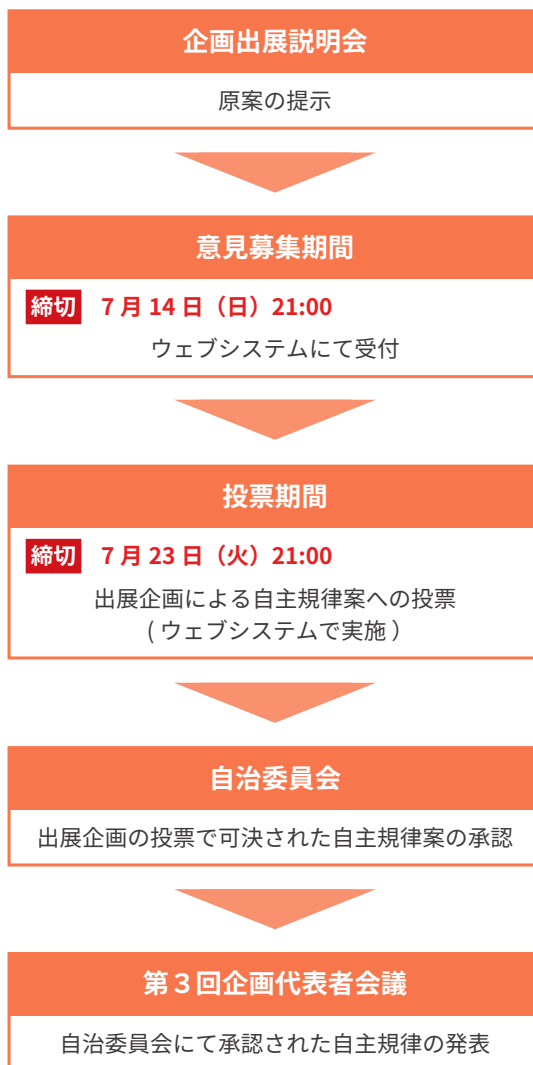 企画出展説明会
原案の提示
意見募集期間
締切 7月14日（日）21:00
ウェブシステムにて受付
投票期間
締切 7月23日（火）21:00
出展企画による自主規律案への投票
(ウェブシステムで実施）
自治委員会
出展企画の投票で可決された自主規律案の承認
第３回企画代表者会議
自治委員会にて承認された自主規律の発表